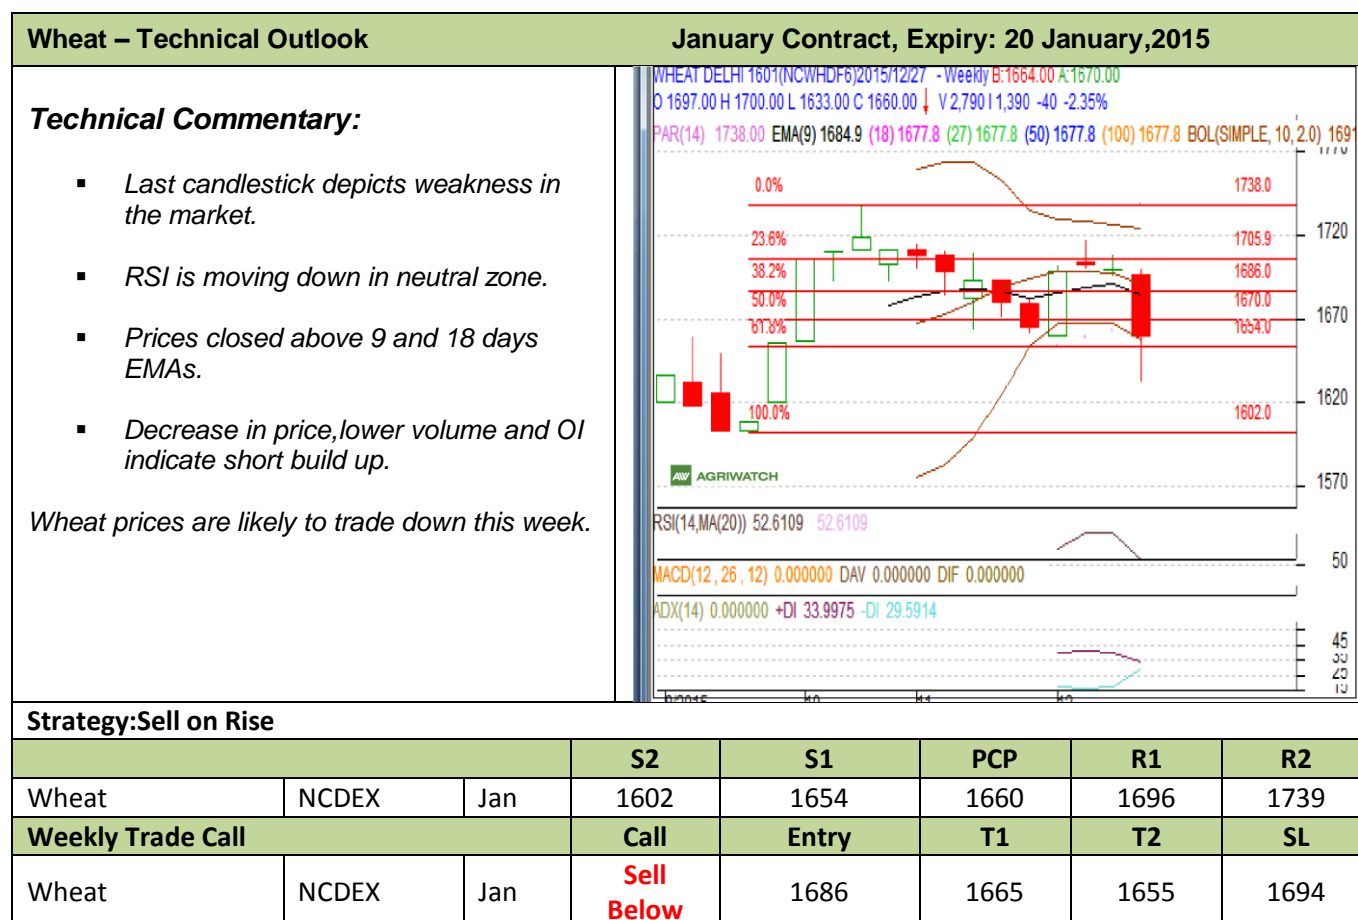 Wheat – Technical Outlook
January Contract, Expiry: 20 January,2015
Technical Commentary:
▪ Last candlestick depicts weakness in
the market.
▪ RSI is moving down in neutral zone.
▪ Prices closed above 9 and 18 days
EMAs.
▪ Decrease in price,lower volume and OI
indicate short build up.
Wheat prices are likely to trade down this week.
WHEAT DELHI 1601(NCWHDF6)2015/12/27 - Weekly B:1664.00 A:1670.00
O 1697.00 H 1700.00 L 1633.00 C 1660.00 V 2,790 I 1,390 -40 -2.35%
PAR(14) 1738.00 EMA(9) 1684.9 (18) 1677.8 (27) 1677.8 (50) 1677.8 (100) 1677.8 BOL(SIMPLE, 10, 2.0) 1691
1770
0.0% 1738.0
1720
23.6% 1705.9
38.2% 1686.0
50.0% 1670.0
1670
61.8% 1654.0
1620
100.0% 1602.0
AW AGRIWATCH
1570
RSI(14,MA(20)) 52.6109 52.6109
50
MACD(12 , 26 , 12) 0.000000 DAV 0.000000 DIF 0.000000
ADX(14) 0.000000 +DI 33.9975 -DI 29.5914
45
35
25
15
Strategy:Sell on Rise
S2 S1 PCP R1 R2
Wheat NCDEX Jan 1602 1654 1660 1696 1739
Weekly Trade Call Call Entry T1 T2 SL
Wheat NCDEX Jan Sell Below 1686 1665 1655 1694